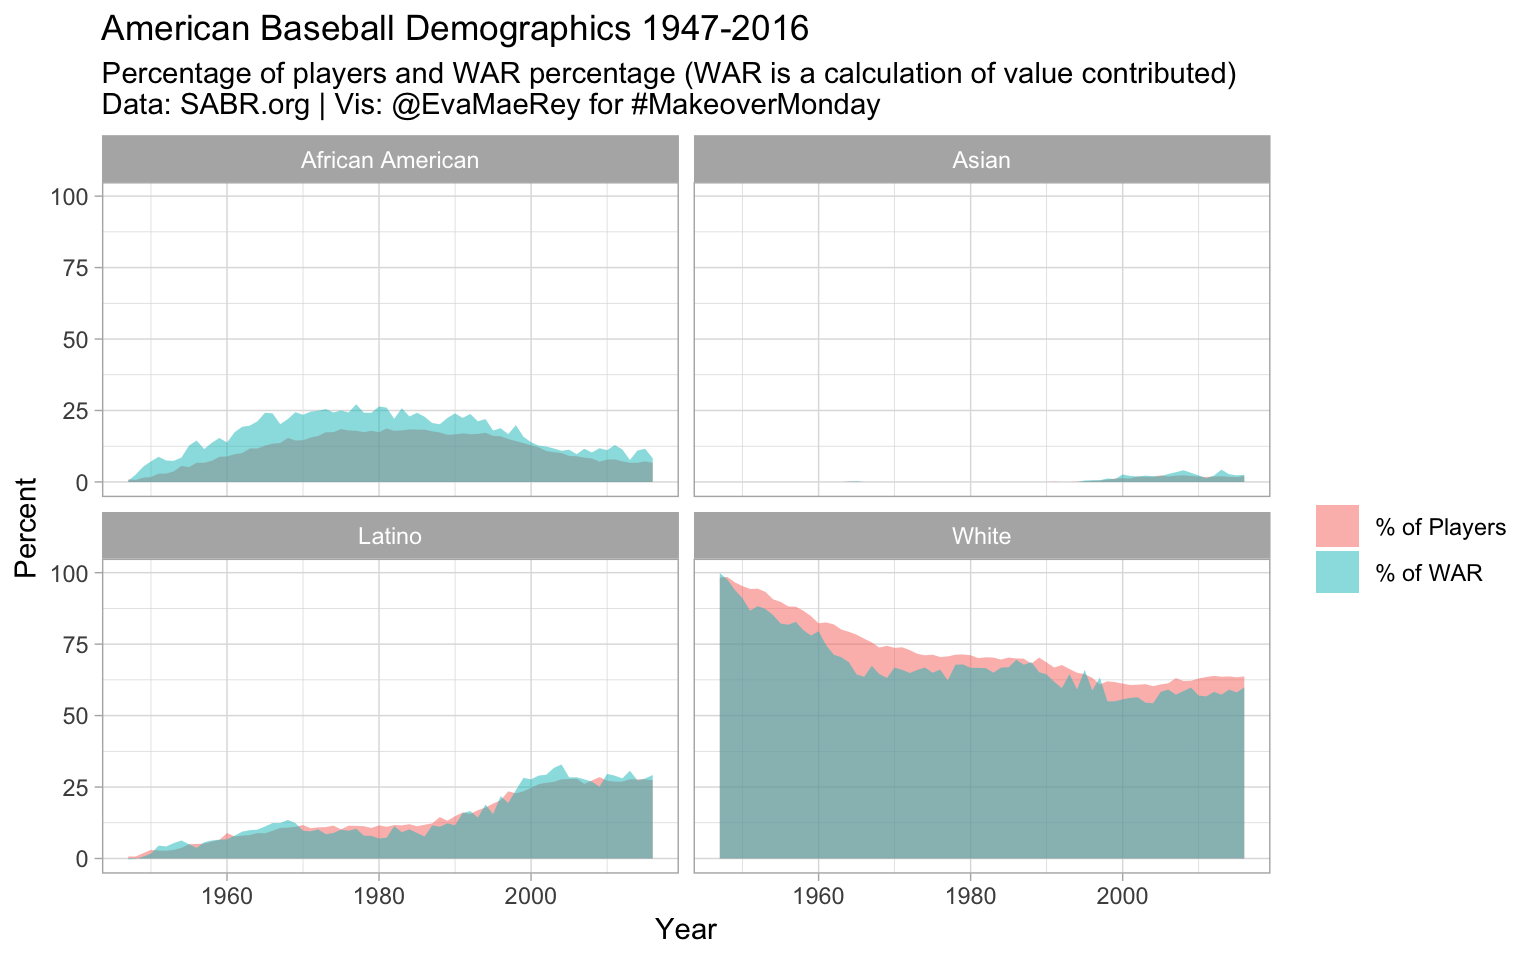 American Baseball Demographics 1947-2016
Percentage of players and WAR percentage (WAR is a calculation of value contributed)
Data: SABR.org | Vis: @EvaMaeRey for #MakeoverMonday
African American
Asian
100
75
50
25
0
Latino
White
100
75
50
25
0
1960
1980
2000
1960
1980
2000
Percent
Year
% of Players
% of WAR